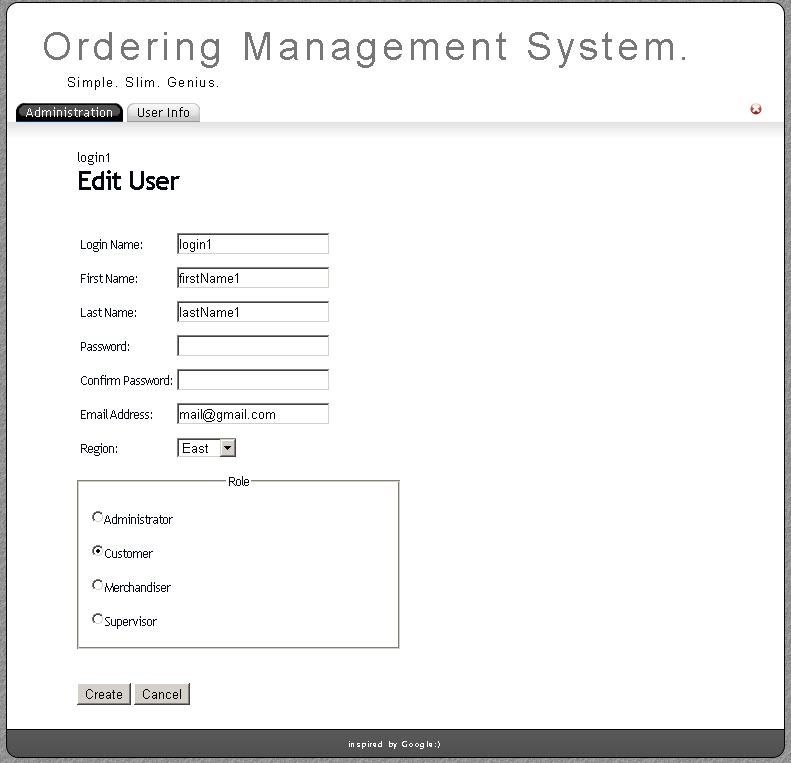 Ordering Management System.
Simple. Slim. Genius.
Administration User Info
login1
Edit User
Login Name: login1
First Name: firstName1
Last Name: lastName1
Password:
Confirm Password:
Email Address: mail@gmail.com
Region: East
Role
Administrator
Customer
Merchandiser
Supervisor
Create Cancel
inspired by Google:)